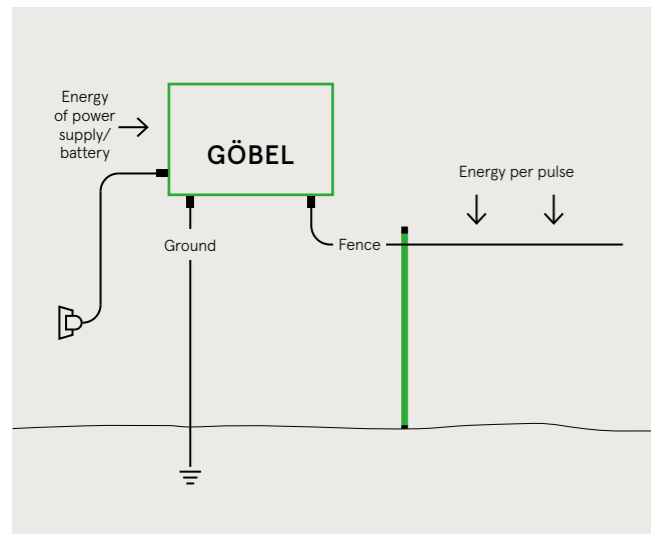 Energy
of power
supply/
battery
GÖBEL
Energy per pulse
Ground
Fence